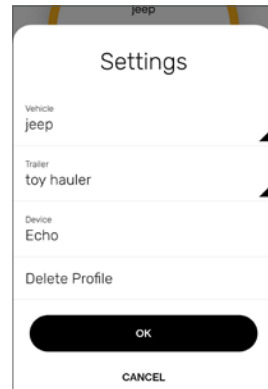 jeep
Settings
Vehicle
jeep
Trailer
toy hauler
Device
Echo
Delete Profile
OK
CANCEL